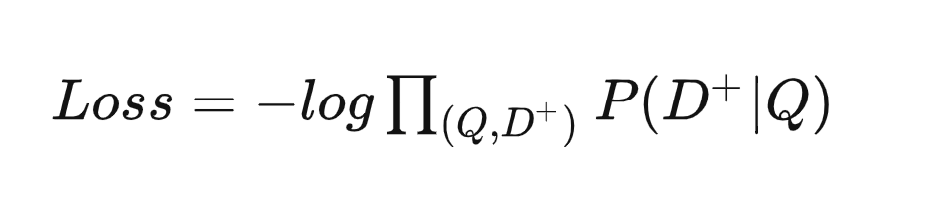 Loss = −log ∏_(Q,D⁺) P(D⁺|Q)